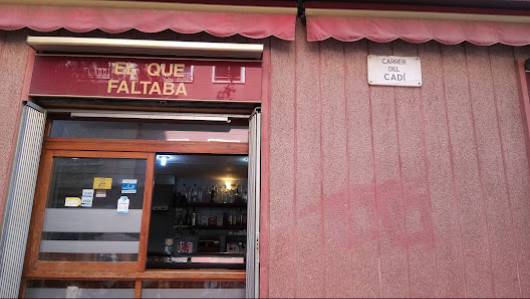 EL QUE
FALTABA
CARRER
DEL
CADÍ